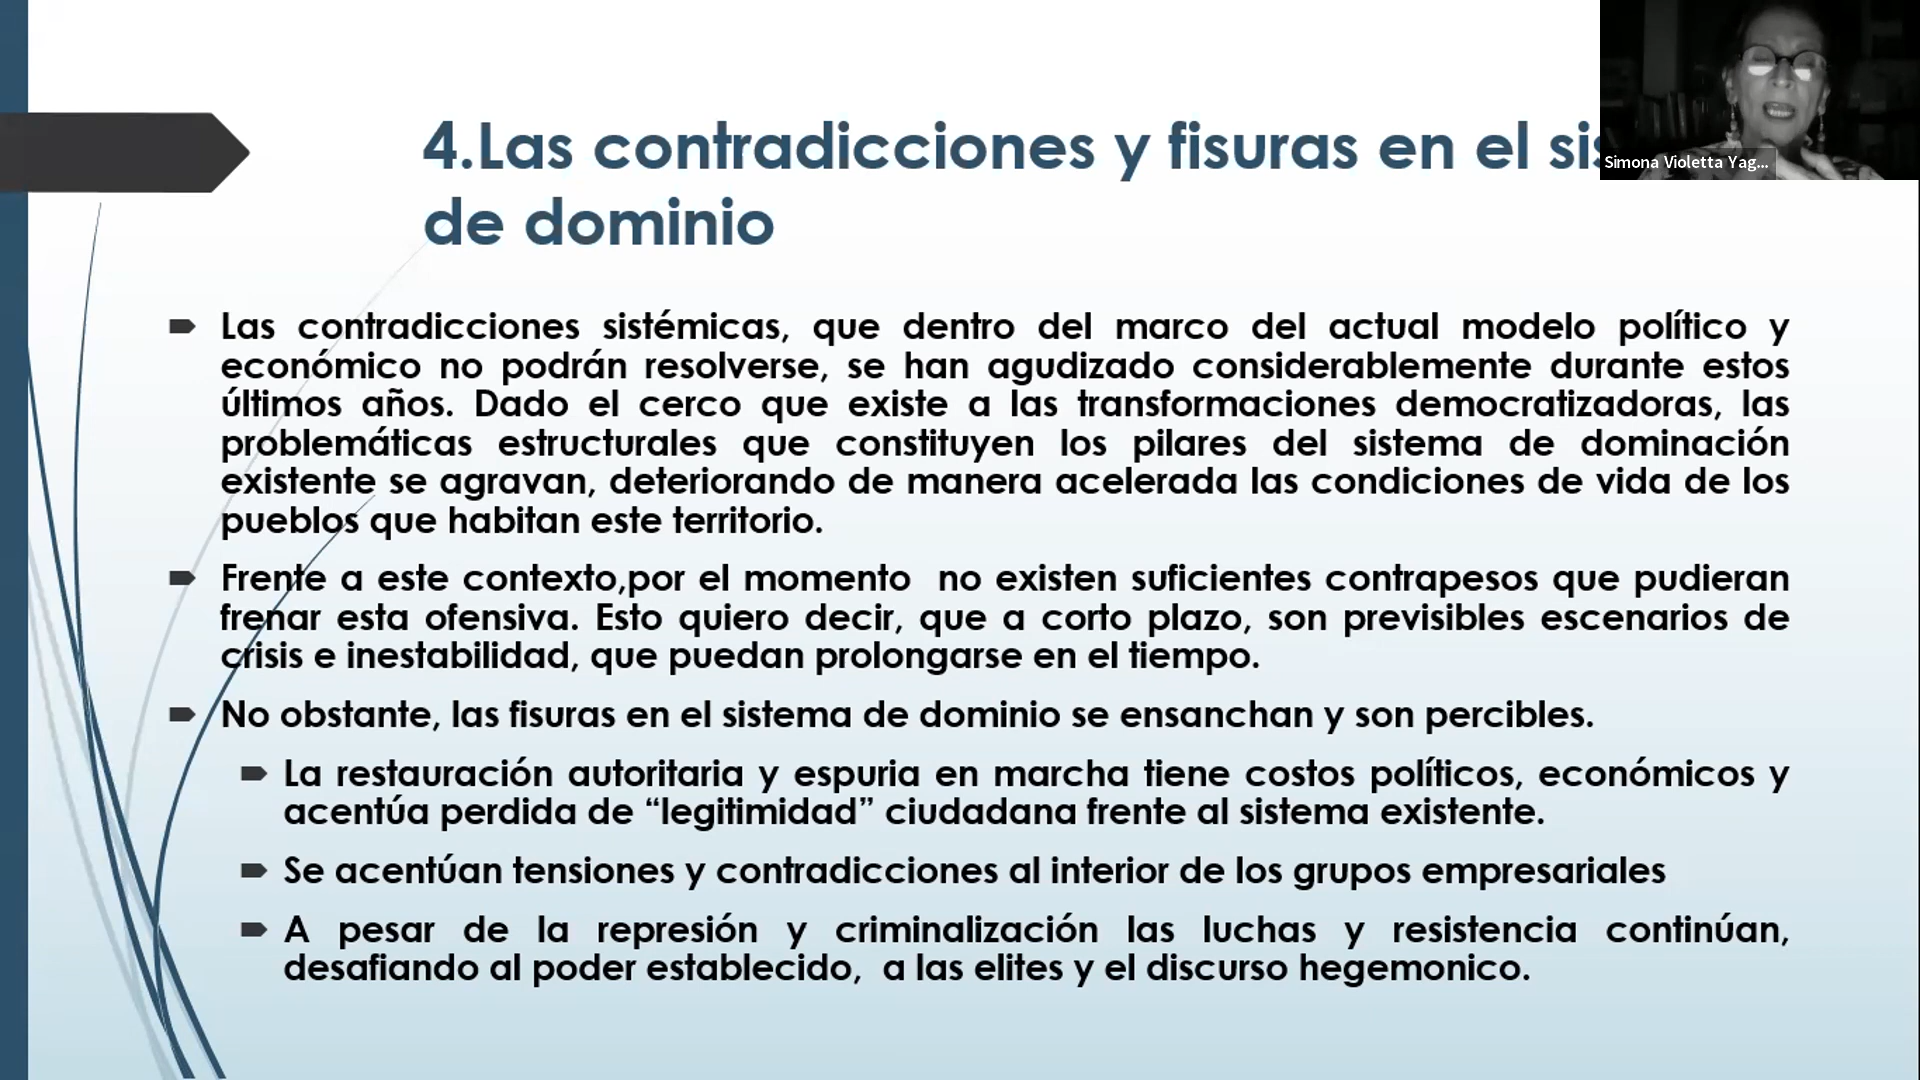 4.Las contradicciones y fisuras en el
de dominio
Simona Violetta Yag...
Las contradicciones sistémicas, que dentro del marco del actual modelo político y
económico no podrán resolverse, se han agudizado considerablemente durante estos
últimos años. Dado el cerco que existe a las transformaciones democratizadoras, las
problemáticas estructurales que constituyen los pilares del sistema de dominación
existente se agravan, deteriorando de manera acelerada las condiciones de vida de los
pueblos que habitan este territorio.
Frente a este contexto,por el momento no existen suficientes contrapesos que pudieran
frenar esta ofensiva. Esto quiero decir, que a corto plazo, son previsibles escenarios de
crisis e inestabilidad, que puedan prolongarse en el tiempo.
No obstante, las fisuras en el sistema de dominio se ensanchan y son percibles.
La restauración autoritaria y espuria en marcha tiene costos políticos, económicos y
acentúa perdida de “legitimidad” ciudadana frente al sistema existente.
Se acentúan tensiones y contradicciones al interior de los grupos empresariales
A pesar de la represión y criminalización las luchas y resistencia continúan,
desafiando al poder establecido, a las elites y el discurso hegemonico.